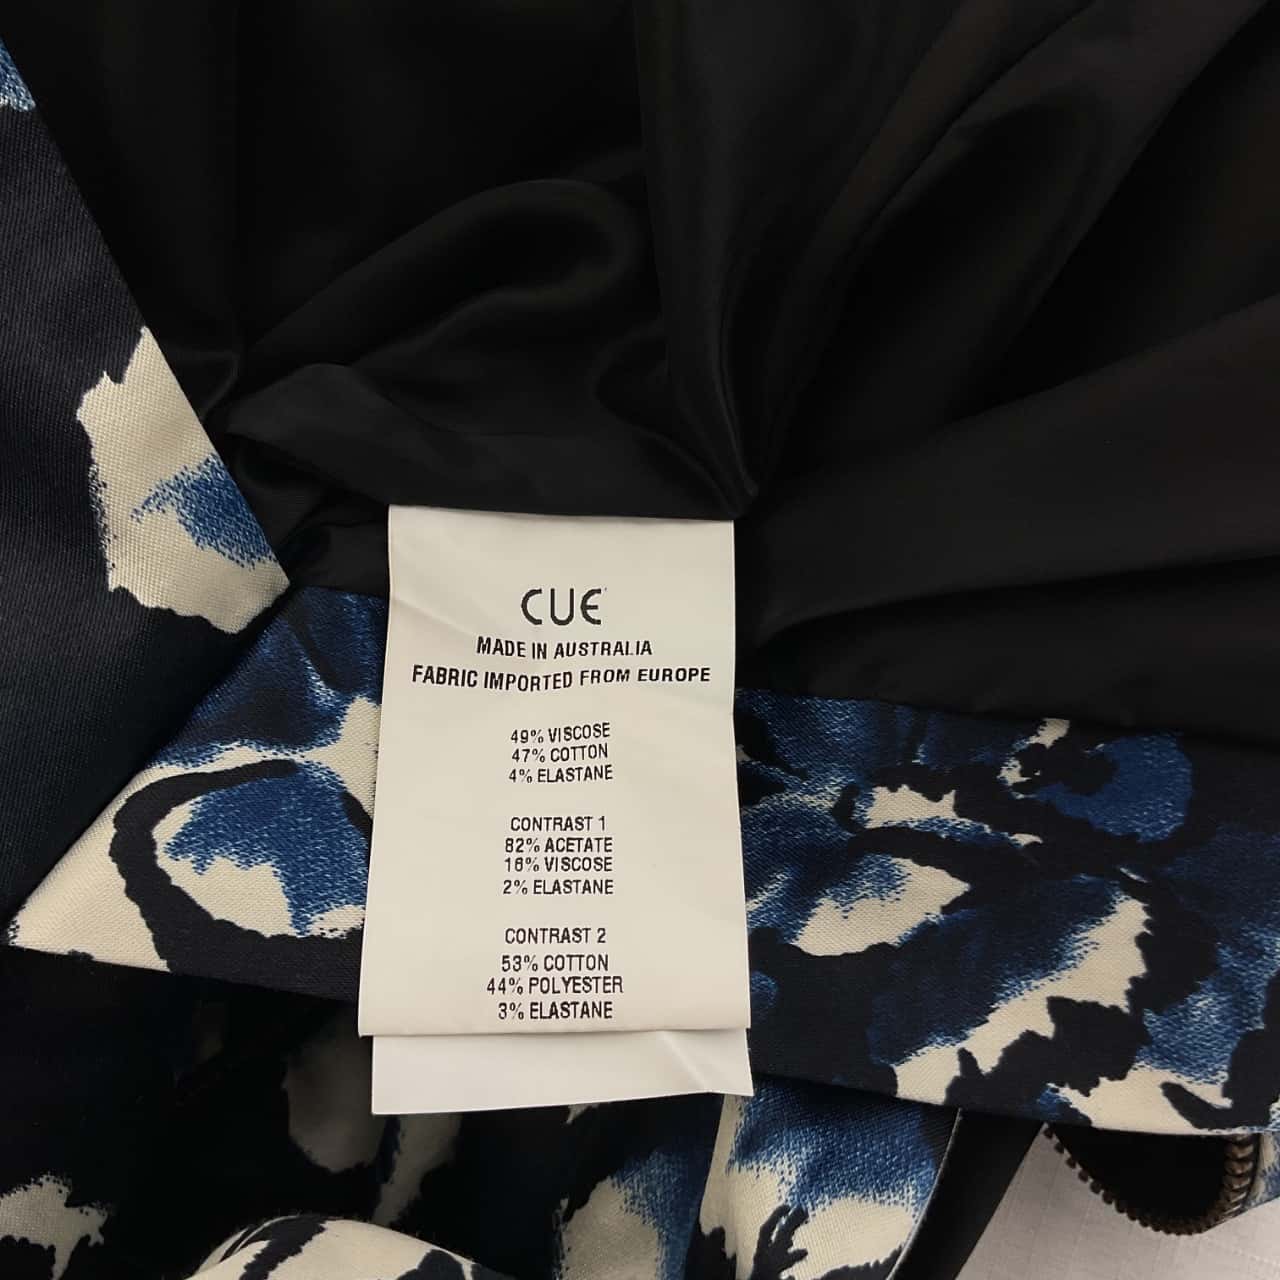 CUE
MADE IN AUSTRALIA
FABRIC IMPORTED FROM EUROPE
49% VISCOSE
47% COTTON
4% ELASTANE
CONTRAST 1
82% ACETATE
16% VISCOSE
2% ELASTANE
CONTRAST 2
53% COTTON
44% POLYESTER
3% ELASTANE